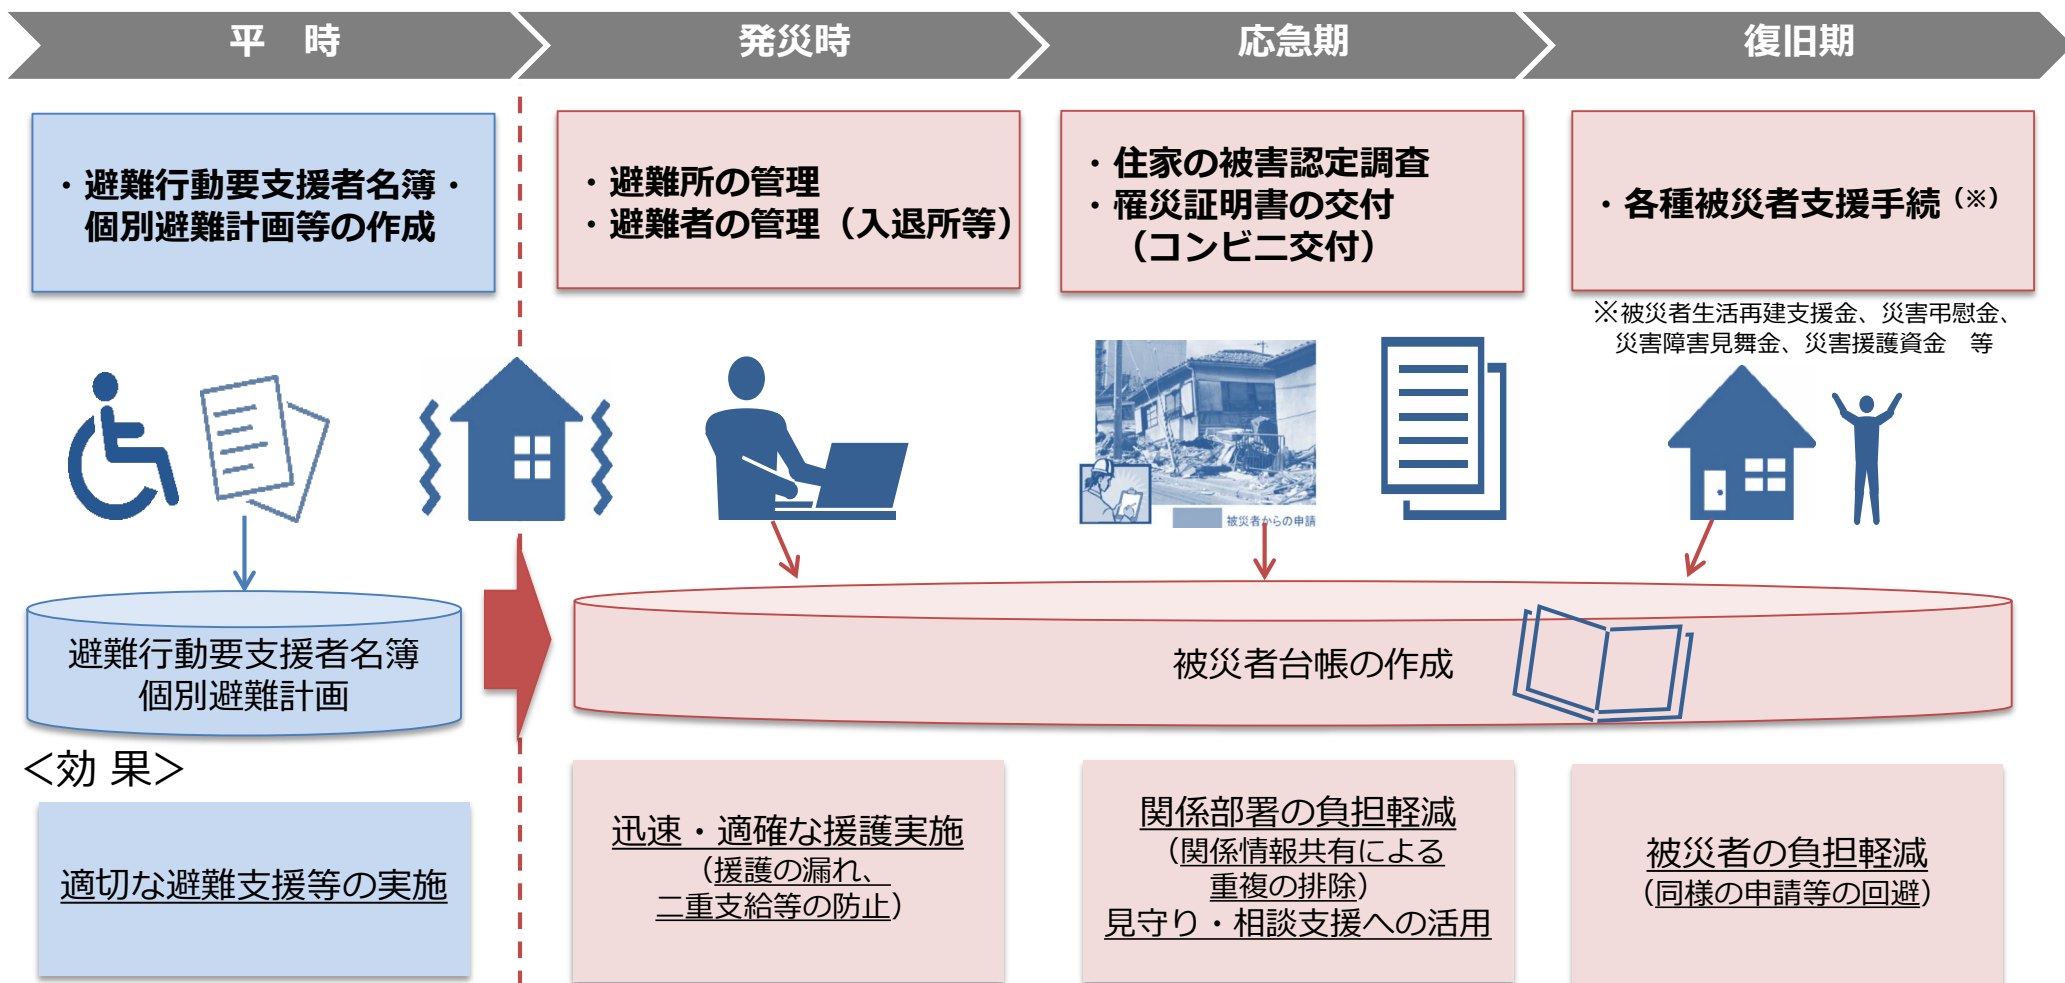 平　時
発災時
応急期
復旧期
・避難行動要支援者名簿・
個別避難計画等の作成
・避難所の管理
・避難者の管理（入退所等）
・住家の被害認定調査
・罹災証明書の交付
（コンビニ交付）
・各種被災者支援手続（※）
※被災者生活再建支援金、災害弔慰金、
災害障害見舞金、災害援護資金　等
被災者からの申請
避難行動要支援者名簿
個別避難計画
被災者台帳の作成
＜効 果＞
適切な避難支援等の実施
迅速・適確な援護実施
（援護の漏れ、
二重支給等の防止）
関係部署の負担軽減
（関係情報共有による
重複の排除）
見守り・相談支援への活用
被災者の負担軽減
（同様の申請等の回避）